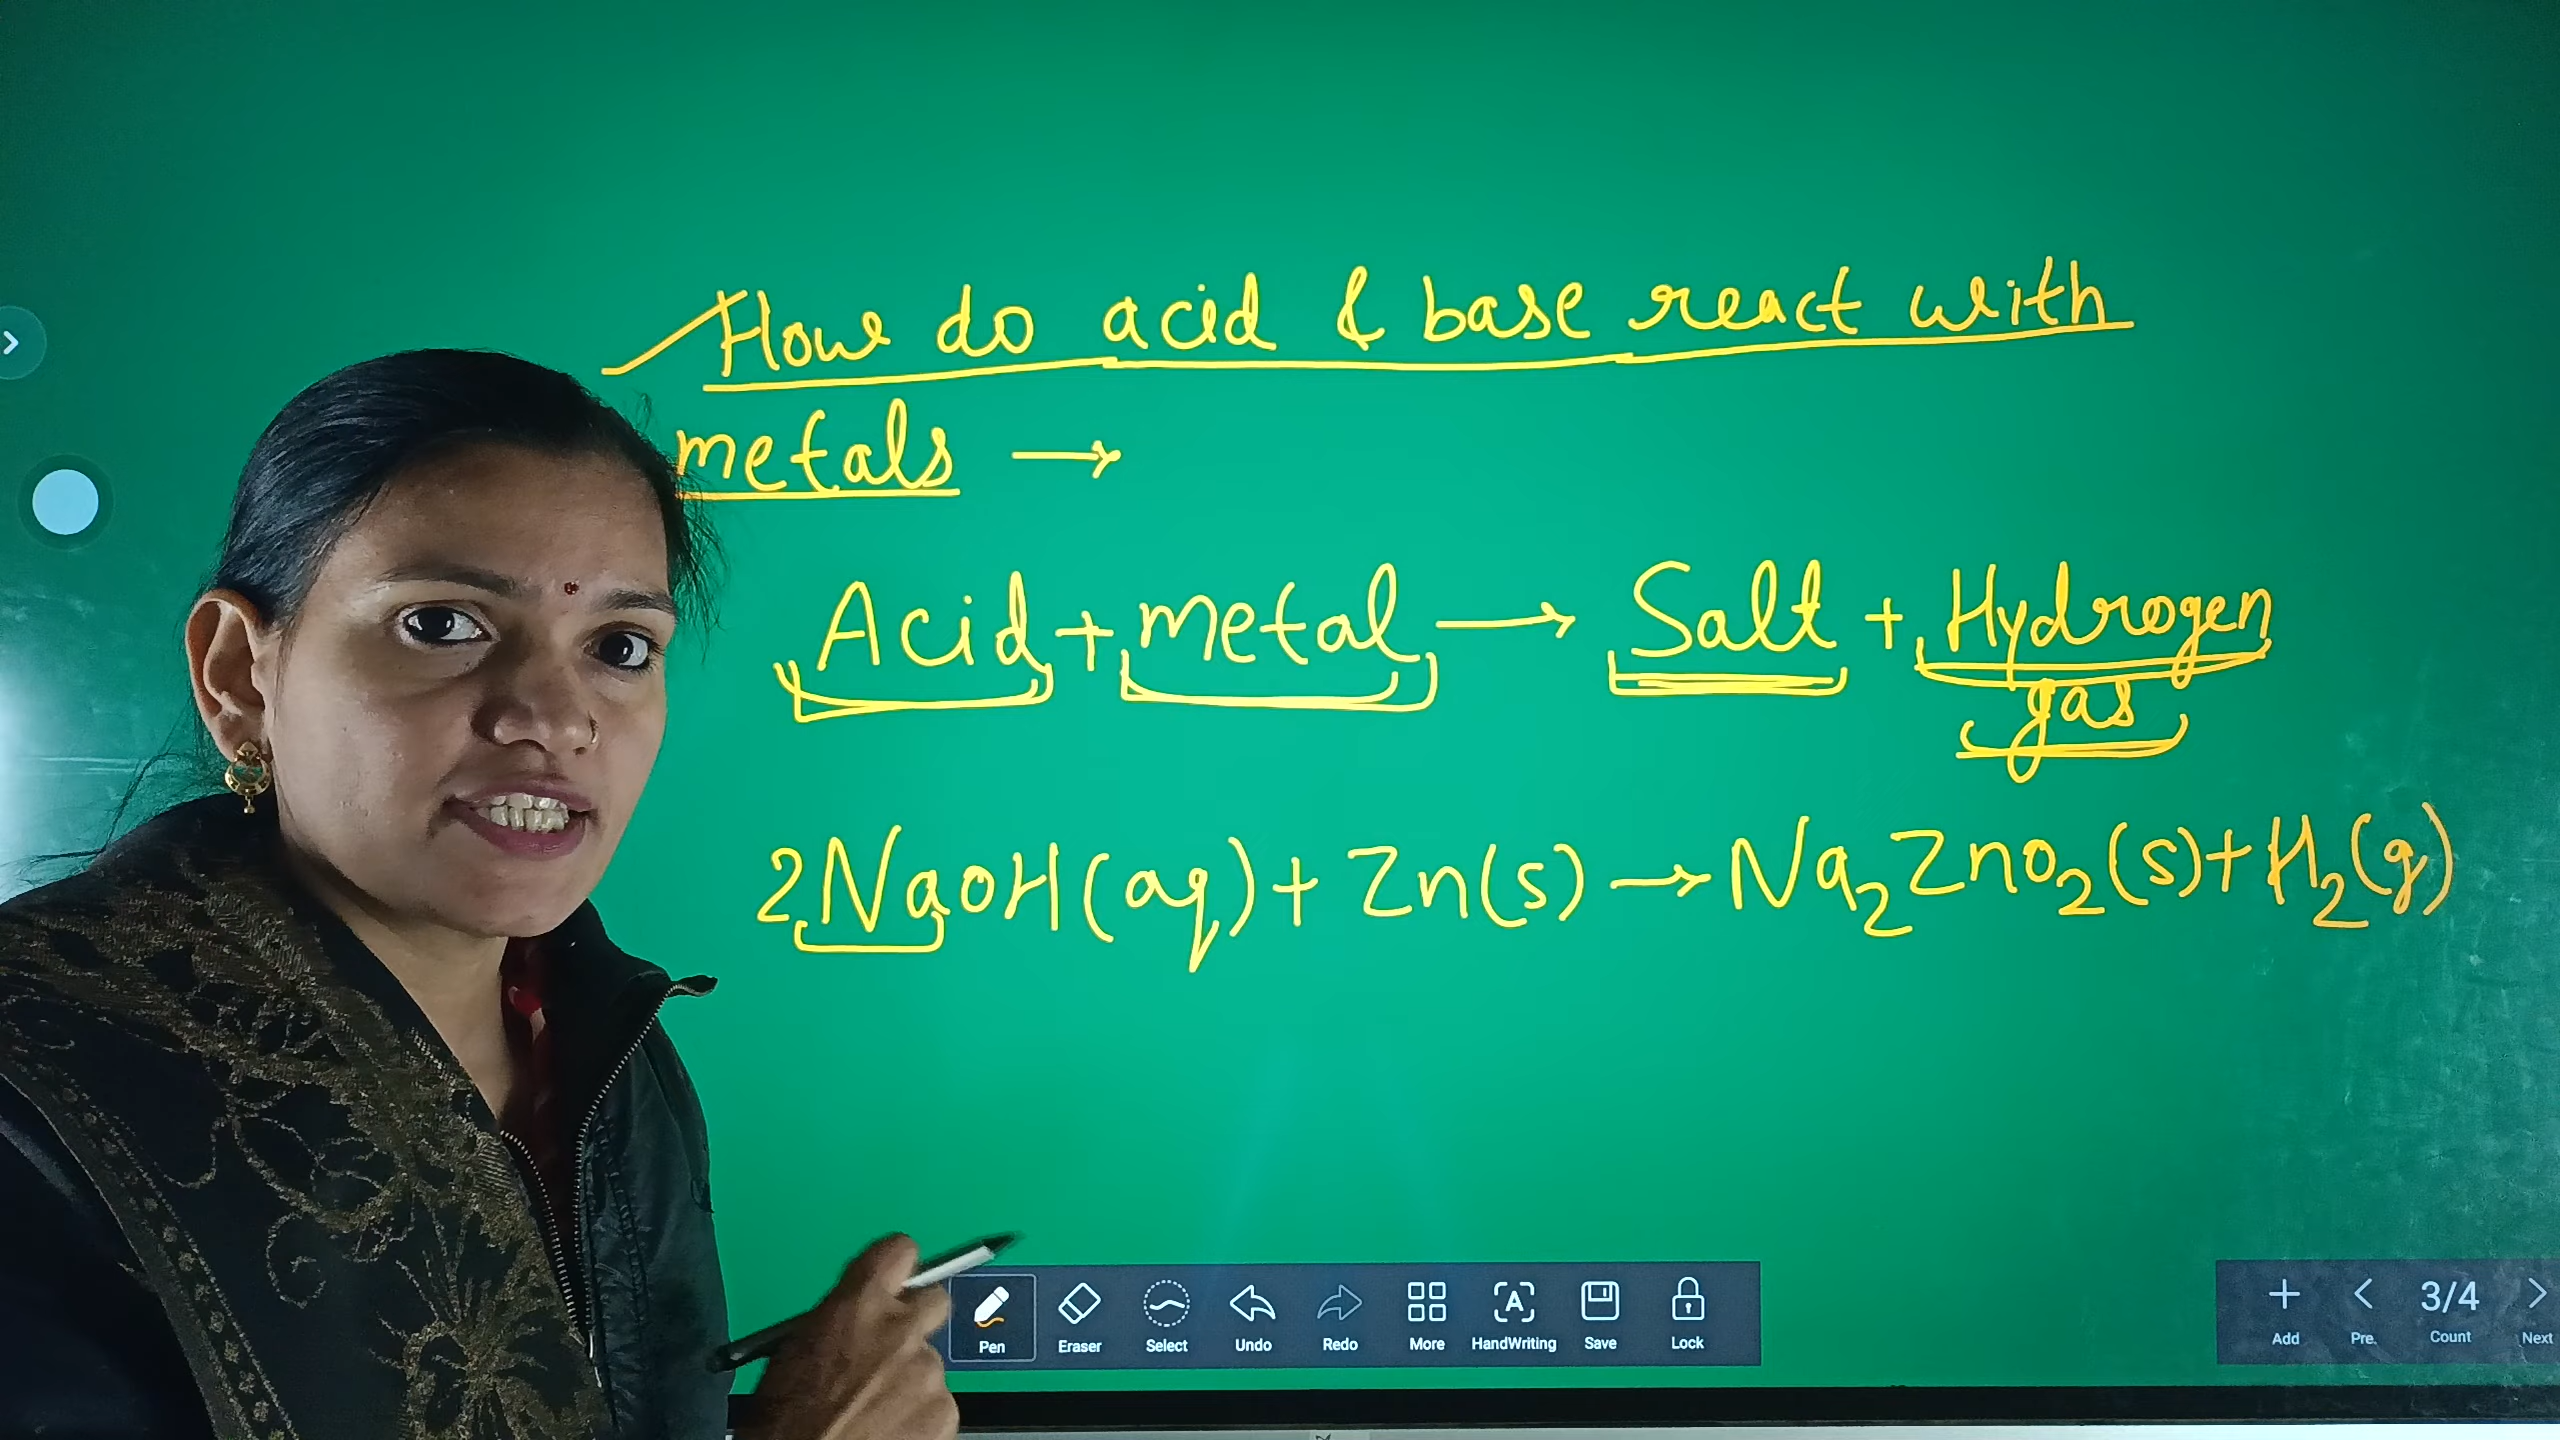 How do acid & base react with
metals →
Acid + metal → Salt + Hydrogen
gas
2NaOH(aq) + Zn(s) → Na₂ZnO₂(s) + H₂(g)
Pen Eraser Select Undo Redo More HandWriting Save Lock
3/4
Add Pre. Count Next